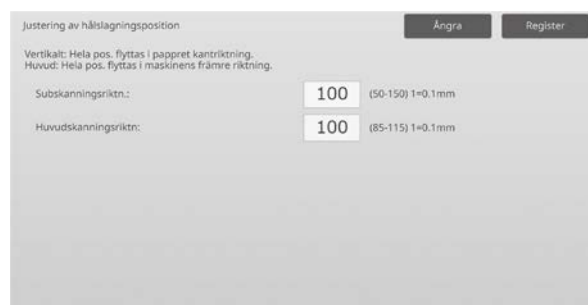 Justering av hålslagningsposition
Ångra
Register
Vertikalt: Hela pos. flyttas i pappret kantriktning.
Huvud: Hela pos. flyttas i maskinens främre riktning.
Subskanningsriktn.: 100 (50-150) 1=0.1mm
Huvudskanningsriktn: 100 (85-115) 1=0.1mm